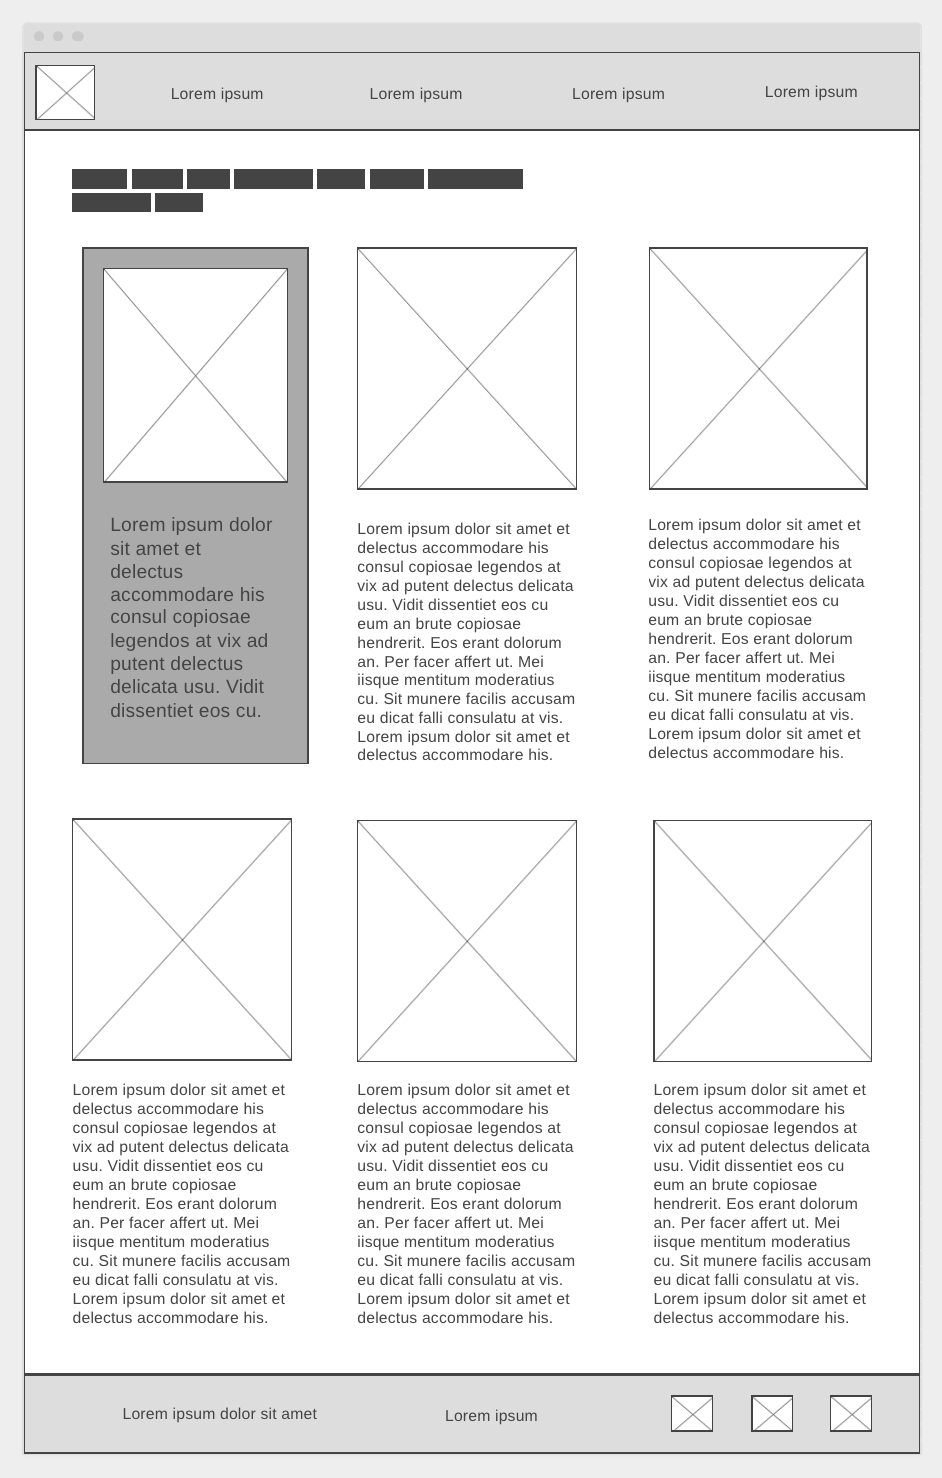 Lorem ipsum
Lorem ipsum
Lorem ipsum
Lorem ipsum
Lorem ipsum dolor
sit amet et
delectus
accommodare his
consul copiosae
legendos at vix ad
putent delectus
delicata usu. Vidit
dissentiet eos cu.
Lorem ipsum dolor sit amet et
delectus accommodare his
consul copiosae legendos at
vix ad putent delectus delicata
usu. Vidit dissentiet eos cu
eum an brute copiosae
hendrerit. Eos erant dolorum
an. Per facer affert ut. Mei
iisque mentitum moderatius
cu. Sit munere facilis accusam
eu dicat falli consulatu at vis.
Lorem ipsum dolor sit amet et
delectus accommodare his.
Lorem ipsum dolor sit amet et
delectus accommodare his
consul copiosae legendos at
vix ad putent delectus delicata
usu. Vidit dissentiet eos cu
eum an brute copiosae
hendrerit. Eos erant dolorum
an. Per facer affert ut. Mei
iisque mentitum moderatius
cu. Sit munere facilis accusam
eu dicat falli consulatu at vis.
Lorem ipsum dolor sit amet et
delectus accommodare his.
Lorem ipsum dolor sit amet et
delectus accommodare his
consul copiosae legendos at
vix ad putent delectus delicata
usu. Vidit dissentiet eos cu
eum an brute copiosae
hendrerit. Eos erant dolorum
an. Per facer affert ut. Mei
iisque mentitum moderatius
cu. Sit munere facilis accusam
eu dicat falli consulatu at vis.
Lorem ipsum dolor sit amet et
delectus accommodare his.
Lorem ipsum dolor sit amet et
delectus accommodare his
consul copiosae legendos at
vix ad putent delectus delicata
usu. Vidit dissentiet eos cu
eum an brute copiosae
hendrerit. Eos erant dolorum
an. Per facer affert ut. Mei
iisque mentitum moderatius
cu. Sit munere facilis accusam
eu dicat falli consulatu at vis.
Lorem ipsum dolor sit amet et
delectus accommodare his.
Lorem ipsum dolor sit amet et
delectus accommodare his
consul copiosae legendos at
vix ad putent delectus delicata
usu. Vidit dissentiet eos cu
eum an brute copiosae
hendrerit. Eos erant dolorum
an. Per facer affert ut. Mei
iisque mentitum moderatius
cu. Sit munere facilis accusam
eu dicat falli consulatu at vis.
Lorem ipsum dolor sit amet et
delectus accommodare his.
Lorem ipsum dolor sit amet
Lorem ipsum